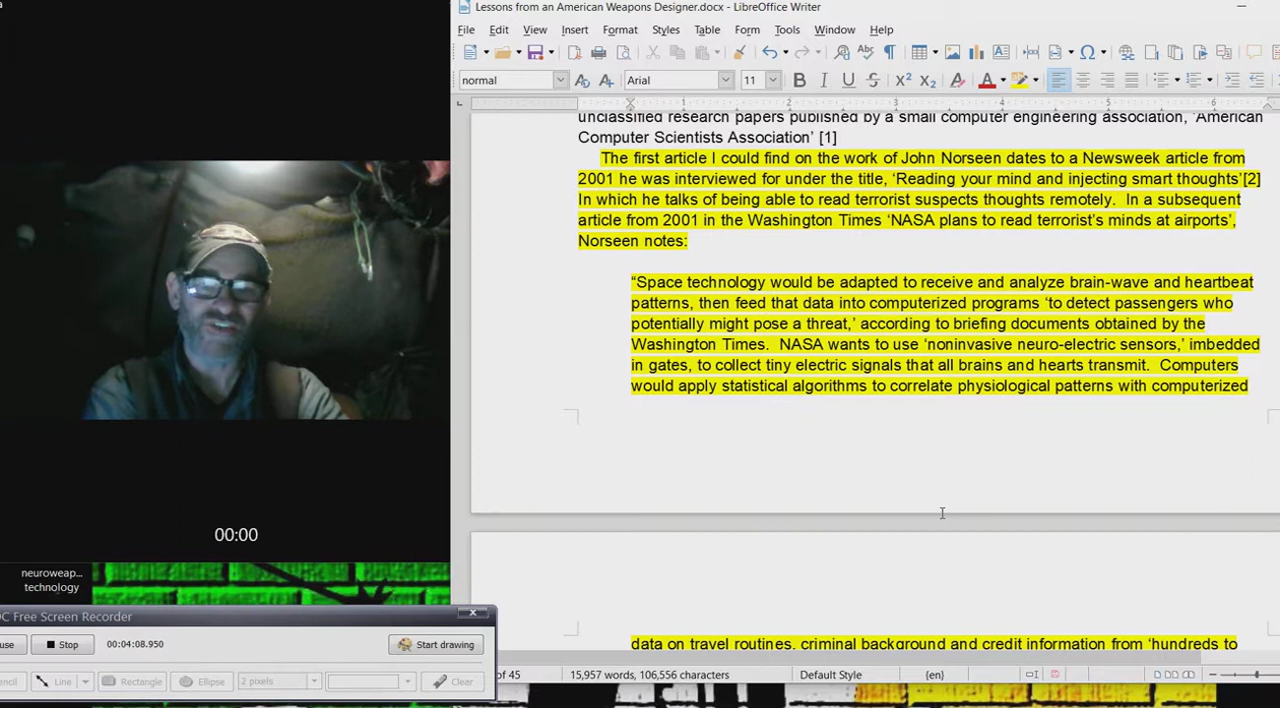 Lessons from an American Weapons Designer.docx - LibreOffice Writer
File Edit View Insert Format Styles Table Form Tools Window Help
normal Arial 11
1 2 3 4 5 6
unclassified research papers published by a small computer engineering association, ‘American
Computer Scientists Association’ [1]
The first article I could find on the work of John Norseen dates to a Newsweek article from
2001 he was interviewed for under the title, ‘Reading your mind and injecting smart thoughts’[2]
In which he talks of being able to read terrorist suspects thoughts remotely. In a subsequent
article from 2001 in the Washington Times ‘NASA plans to read terrorist’s minds at airports’,
Norseen notes:
“Space technology would be adapted to receive and analyze brain-wave and heartbeat
patterns, then feed that data into computerized programs ‘to detect passengers who
potentially might pose a threat,’ according to briefing documents obtained by the
Washington Times. NASA wants to use ‘noninvasive neuro-electric sensors,’ imbedded
in gates, to collect tiny electric signals that all brains and hearts transmit. Computers
would apply statistical algorithms to correlate physiological patterns with computerized
data on travel routines, criminal background and credit information from ‘hundreds to
of 45 15,957 words, 106,556 characters Default Style (en)
00:00
neuroweap...
technology
C Free Screen Recorder
use Stop 00:04:08.950 Start drawing
encil Line Rectangle Ellipse 2 pixels Clear